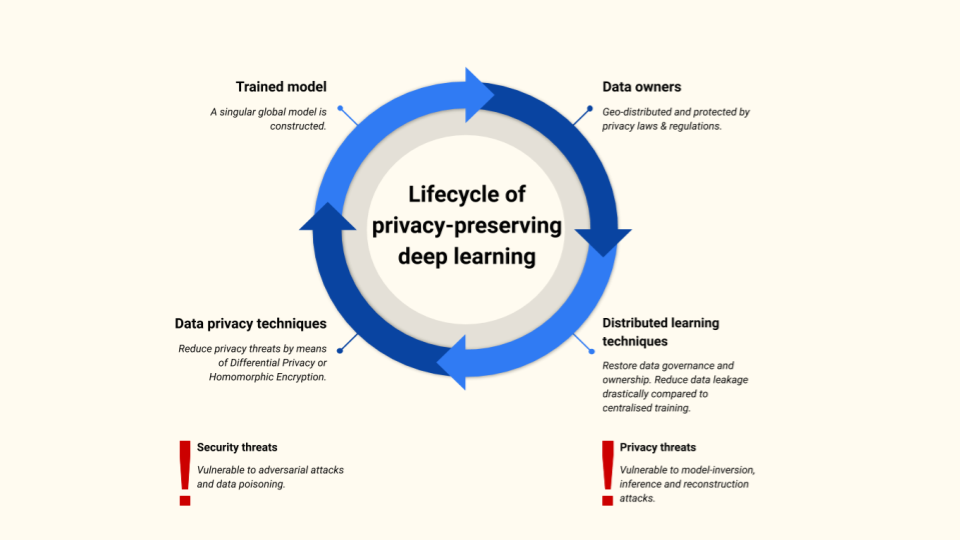 Trained model
A singular global model is
constructed.
Data owners
Geo-distributed and protected by
privacy laws & regulations.
Lifecycle of
privacy-preserving
deep learning
Data privacy techniques
Reduce privacy threats by means
of Differential Privacy or
Homomorphic Encryption.
Distributed learning
techniques
Restore data governance and
ownership. Reduce data leakage
drastically compared to
centralised training.
Security threats
Vulnerable to adversarial attacks
and data poisoning.
Privacy threats
Vulnerable to model-inversion,
inference and reconstruction
attacks.